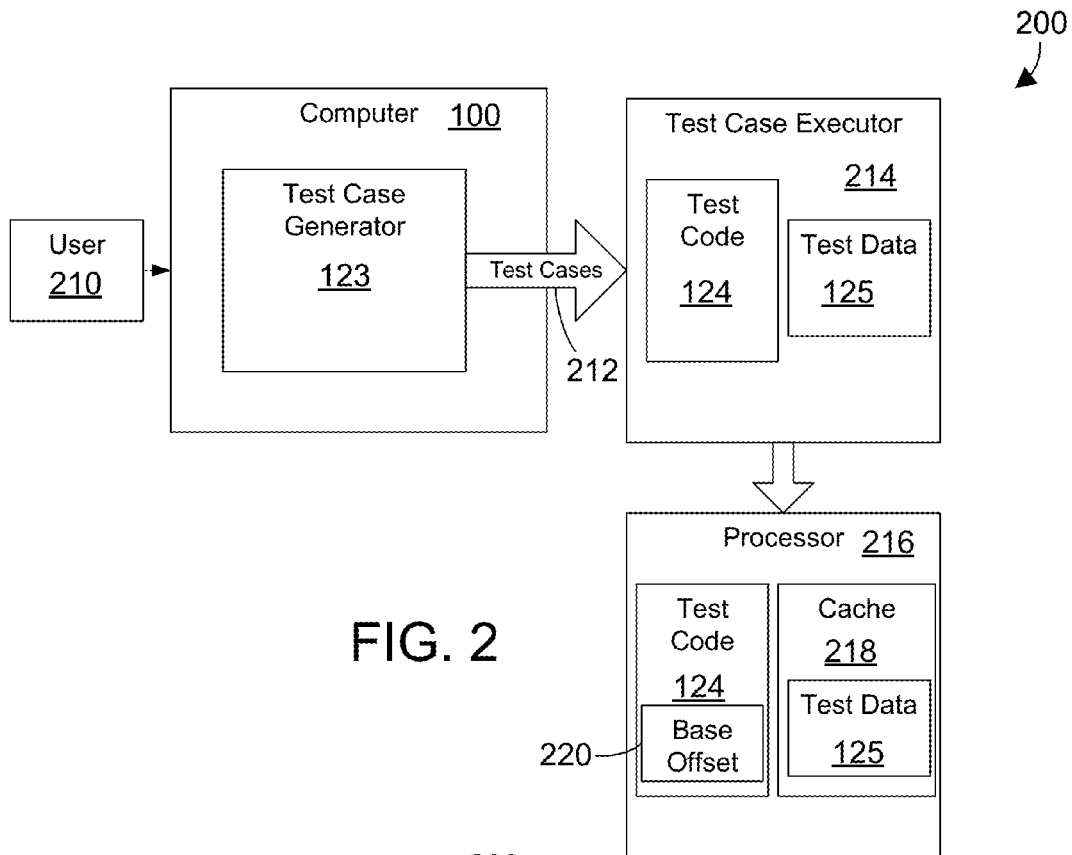 200
Computer 100
Test Case Executor
214
Test Case
Generator
123
Test
Code
124
Test Data
125
User
210
Test Cases
212
Processor 216
FIG. 2
Test
Code
124
Cache
218
Test Data
125
220
Base
Offset